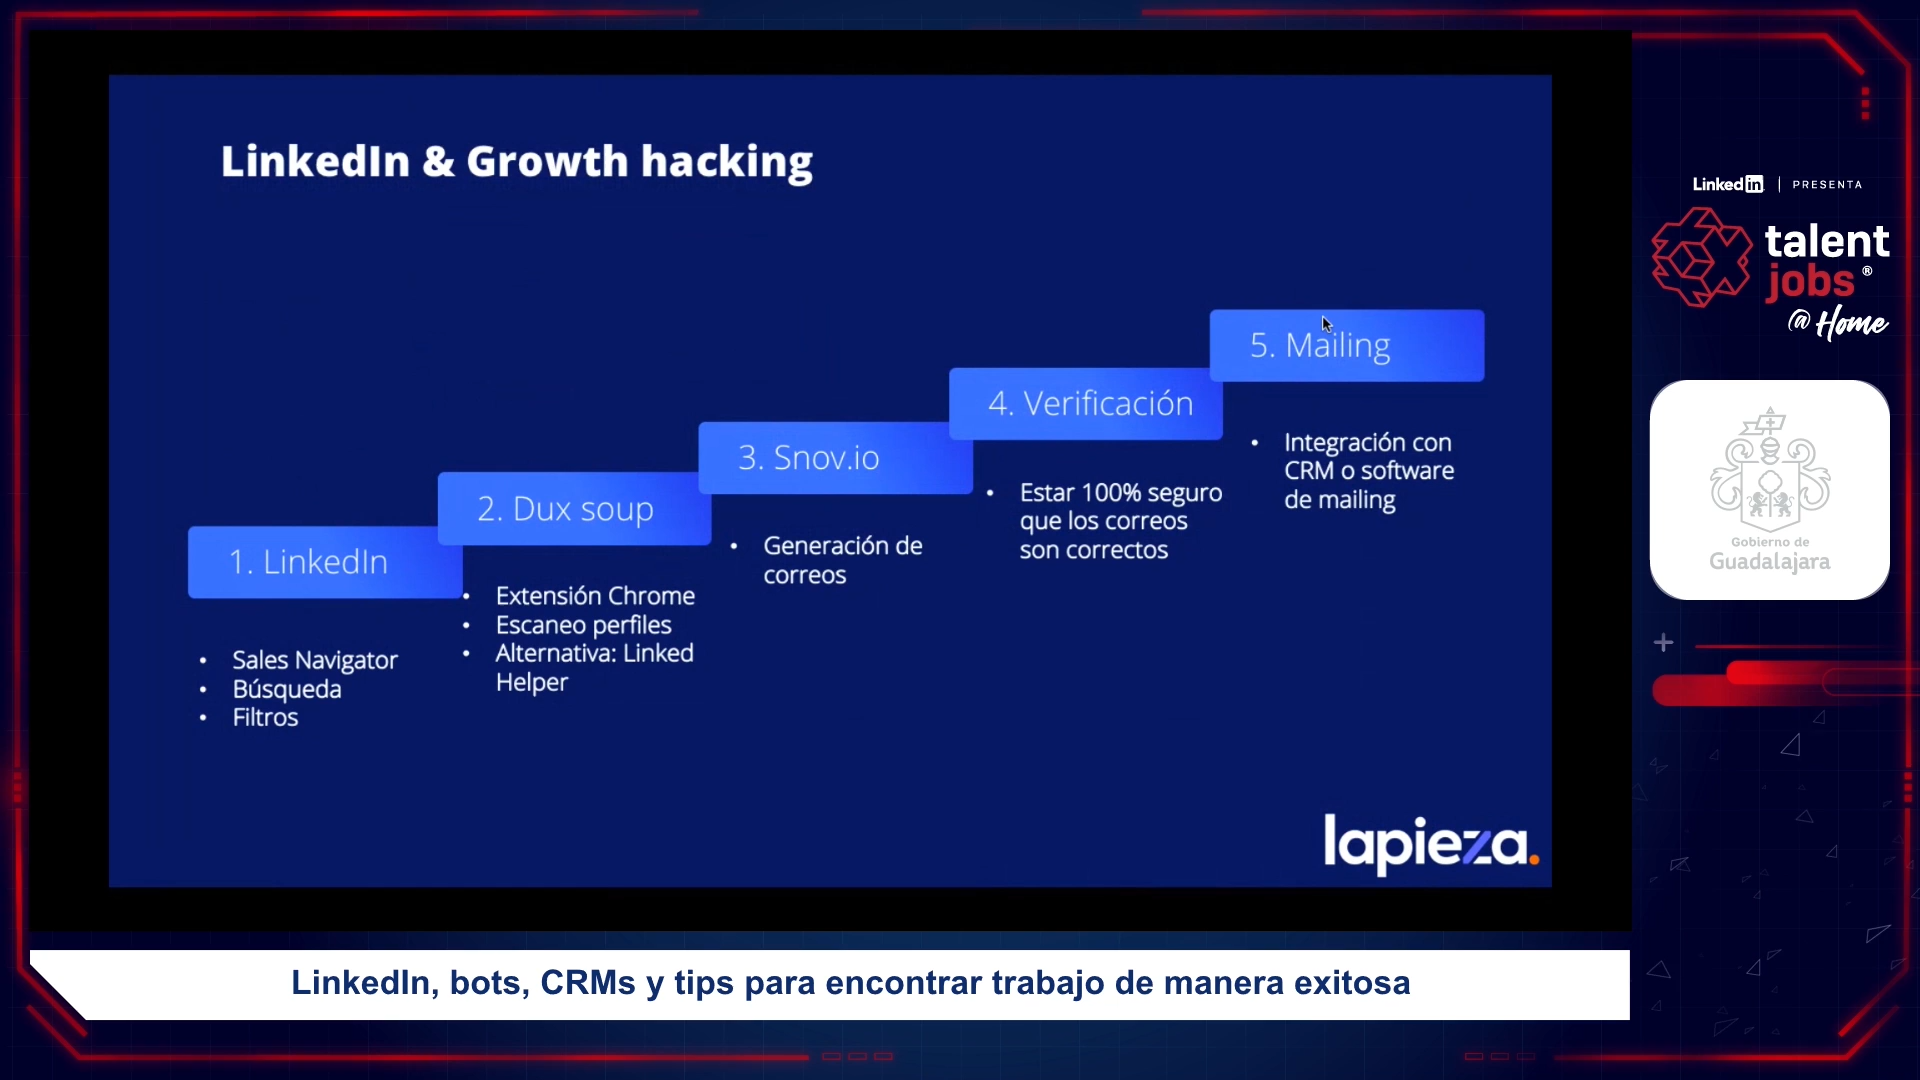 LinkedIn & Growth hacking
1. LinkedIn
• Sales Navigator
• Búsqueda
• Filtros
2. Dux soup
• Extensión Chrome
• Escaneo perfiles
• Alternativa: Linked
Helper
3. Snov.io
• Generación de
correos
4. Verificación
• Estar 100% seguro
que los correos
son correctos
5. Mailing
• Integración con
CRM o software
de mailing
lapieza.
LinkedIn | PRESENTA
talent
jobs®
@Home
Gobierno de
Guadalajara
LinkedIn, bots, CRMs y tips para encontrar trabajo de manera exitosa